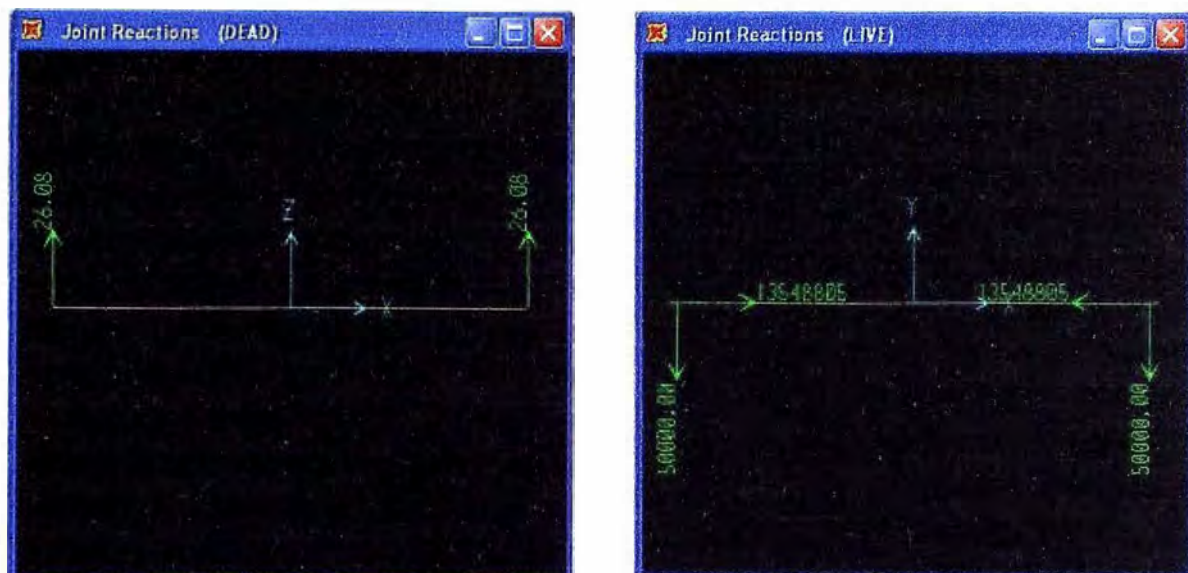 Joint Reactions (DEAD)
26.08
26.08
Z
X
Joint Reactions (LIVE)
Y
13548805
13548805
50000.00
50000.00